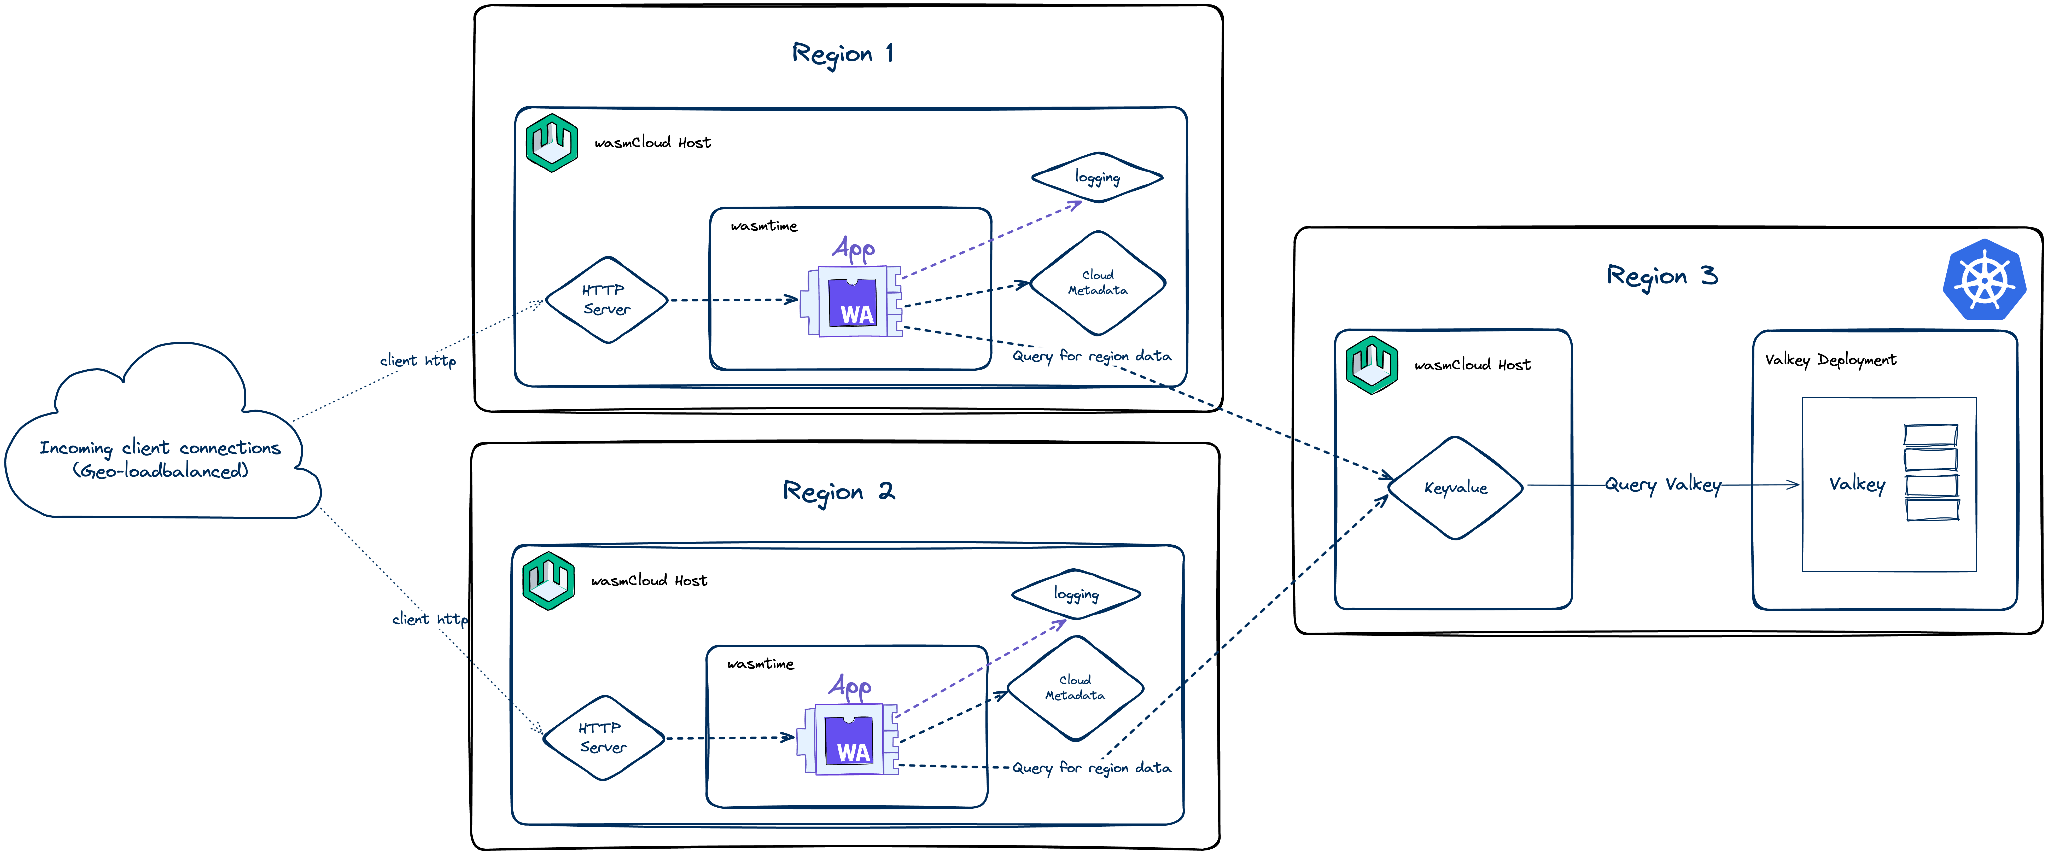 Region 1
wasmCloud Host
logging
wasmtime
App
HTTP
Server
WA
Cloud
Metadata
Query for region data
client http
Incoming client connections
(Geo-loadbalanced)
client http
Region 2
wasmCloud Host
logging
wasmtime
App
HTTP
Server
WA
Cloud
Metadata
Query for region data
Region 3
wasmCloud Host
Keyvalue
Query Valkey
Valkey Deployment
Valkey